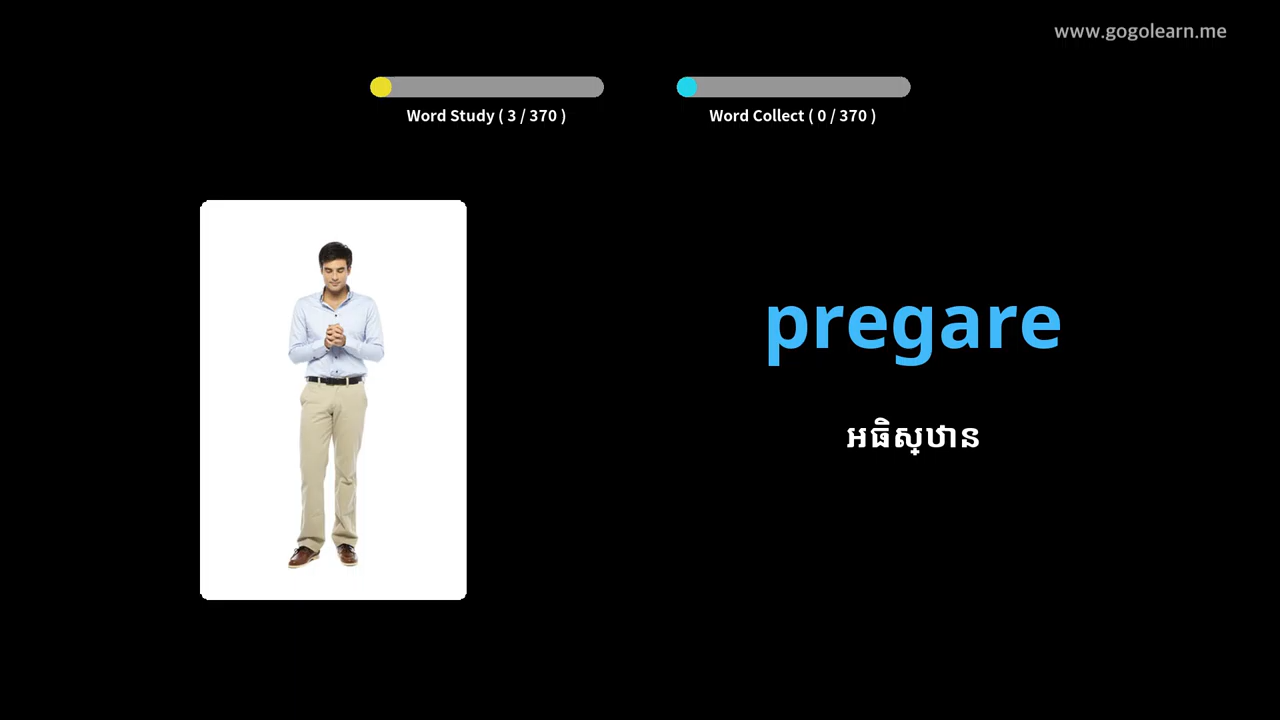 www.gogolearn.me
Word Study ( 3 / 370 )
Word Collect ( 0 / 370 )
pregare
អធិស្ឋាន